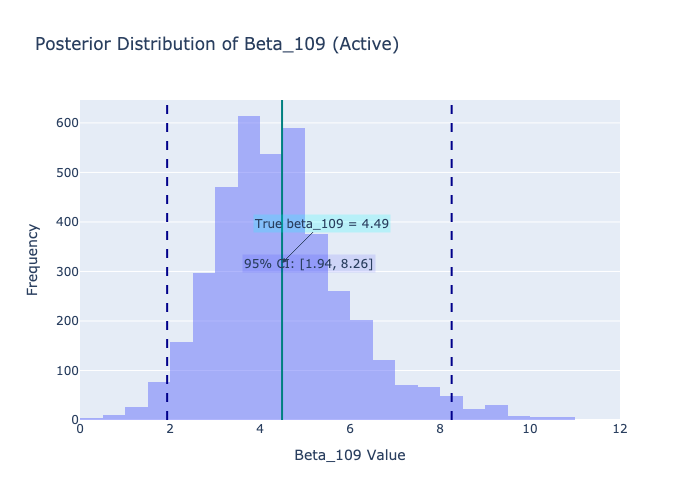 Posterior Distribution of Beta_109 (Active)
Frequency
600
500
400
300
200
100
0
True beta_109 = 4.49
95% CI: [1.94, 8.26]
0
2
4
6
8
10
12
Beta_109 Value